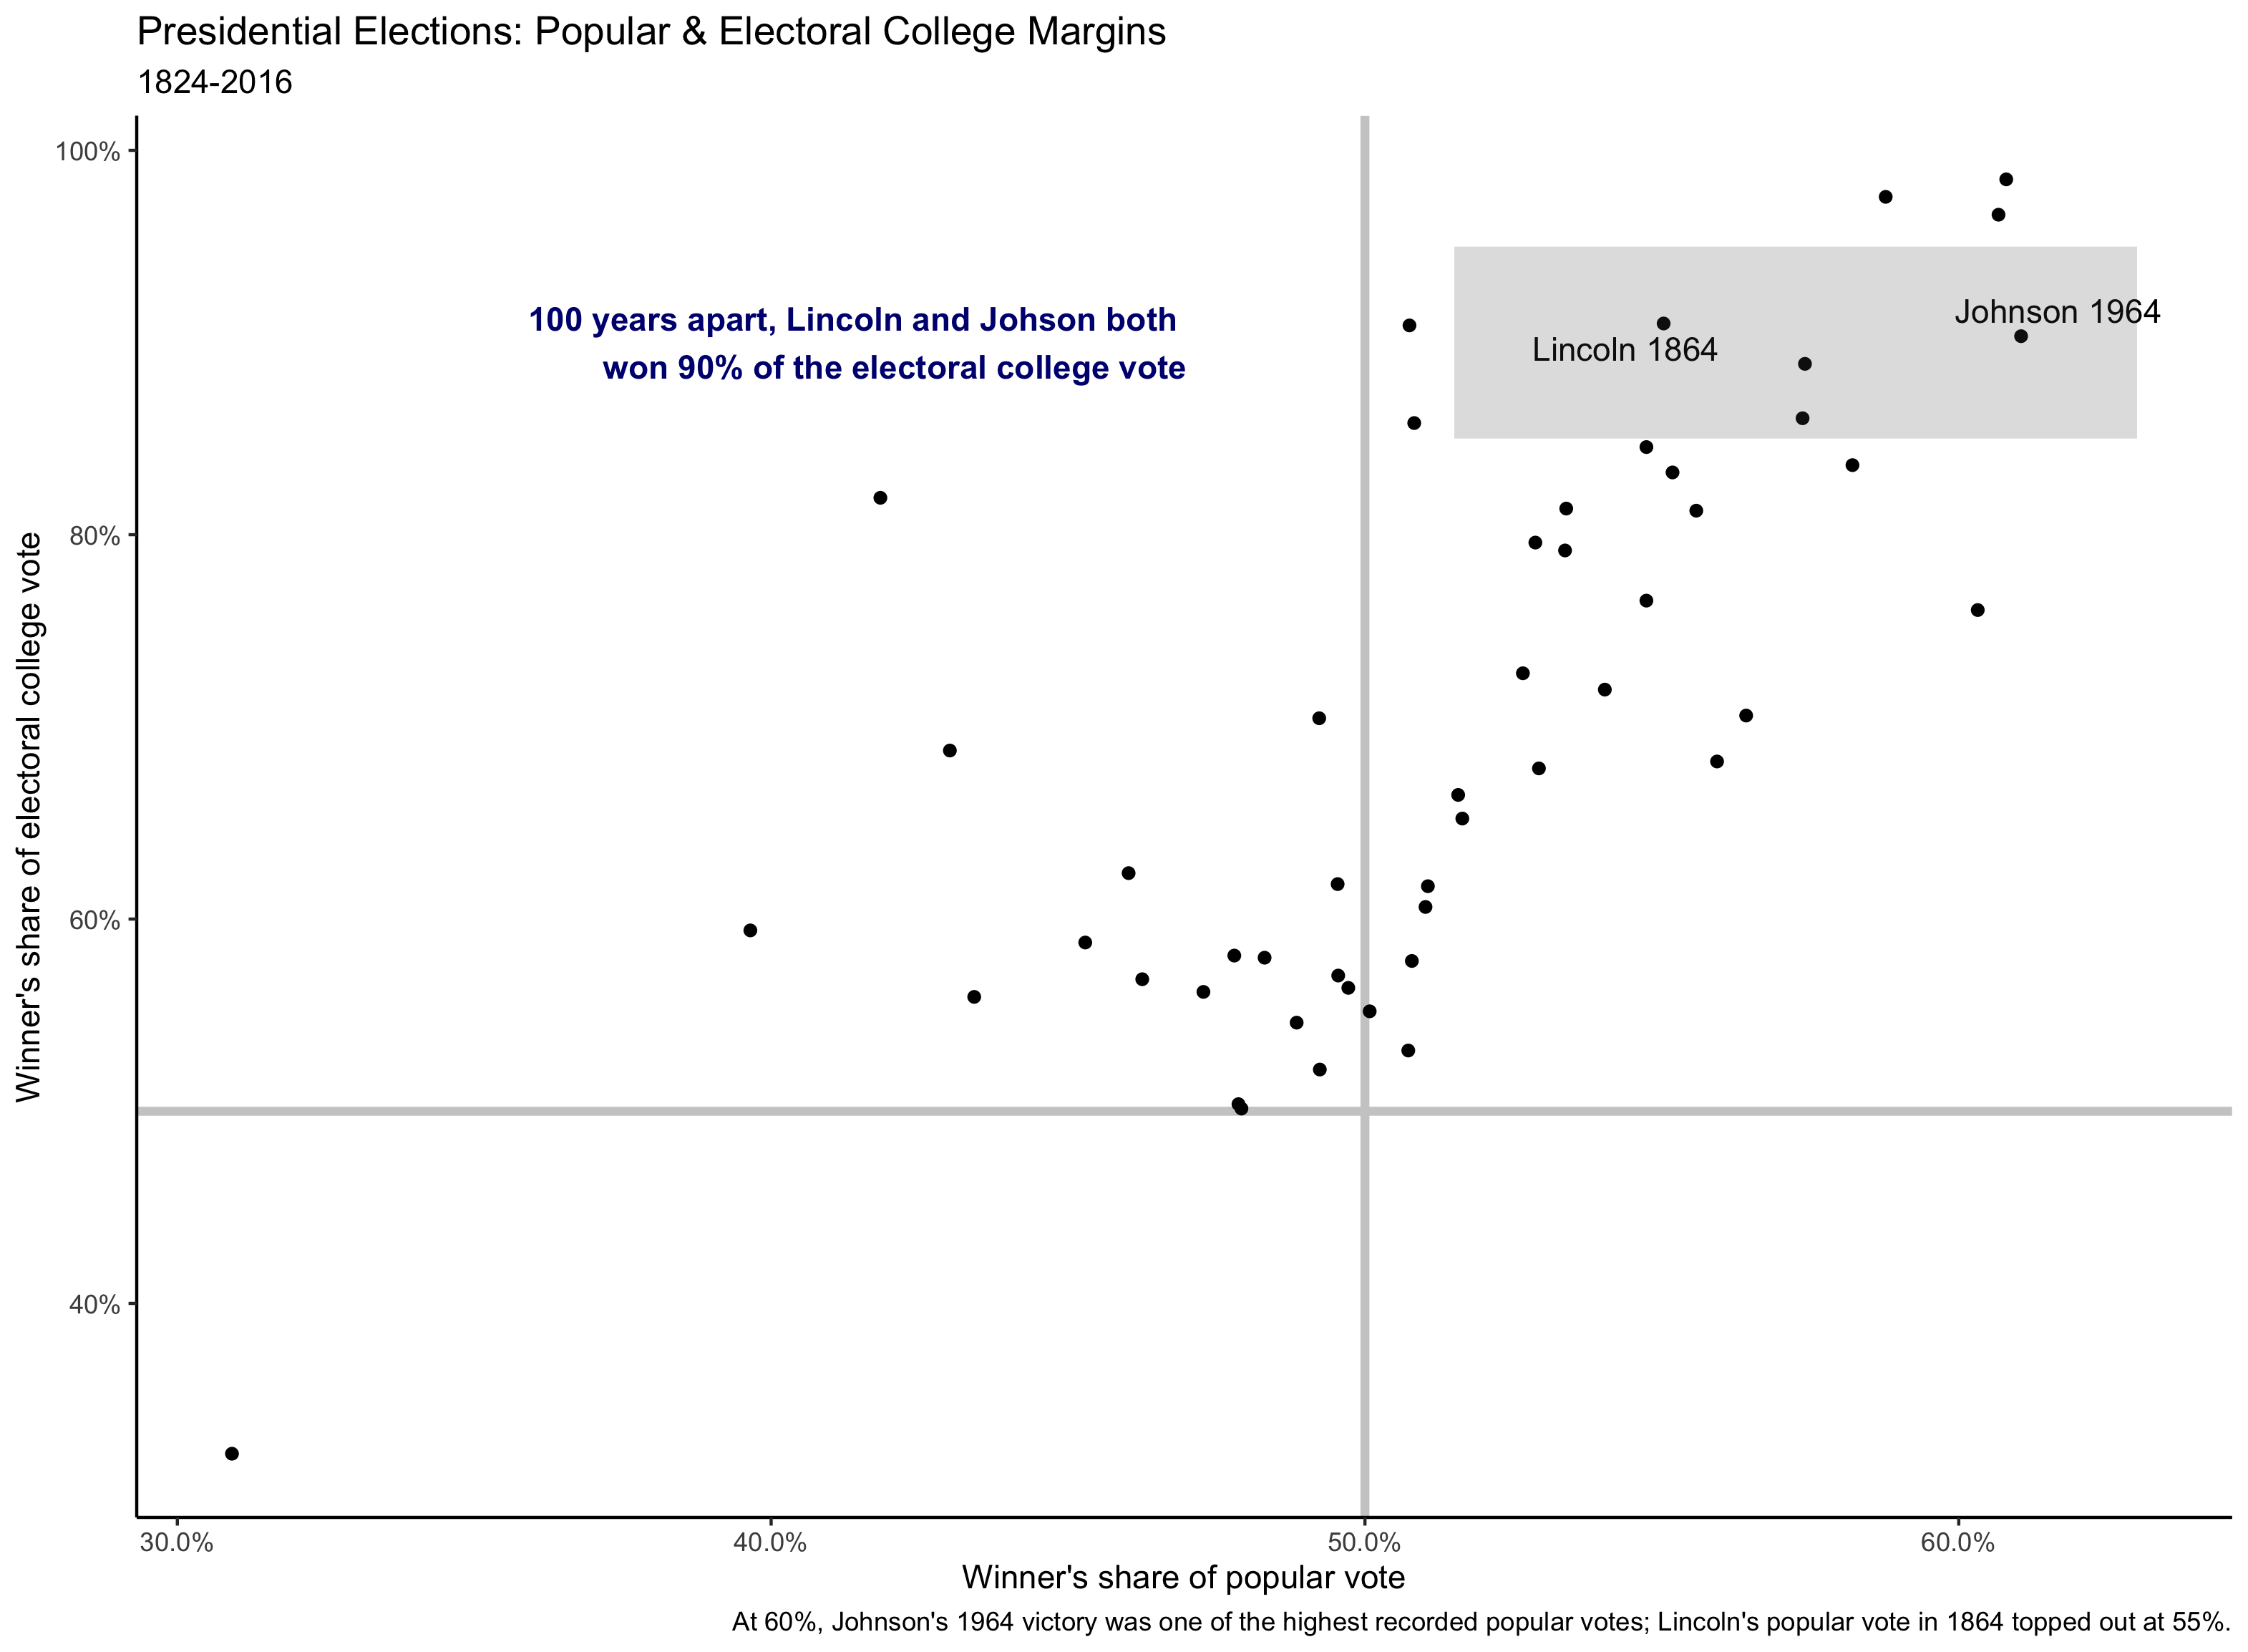 Presidential Elections: Popular & Electoral College Margins
1824-2016
100%
80%
60%
40%
Winner's share of electoral college vote
100 years apart, Lincoln and Johson both
won 90% of the electoral college vote
Johnson 1964
Lincoln 1864
30.0%
40.0%
50.0%
60.0%
Winner's share of popular vote
At 60%, Johnson's 1964 victory was one of the highest recorded popular votes; Lincoln's popular vote in 1864 topped out at 55%.